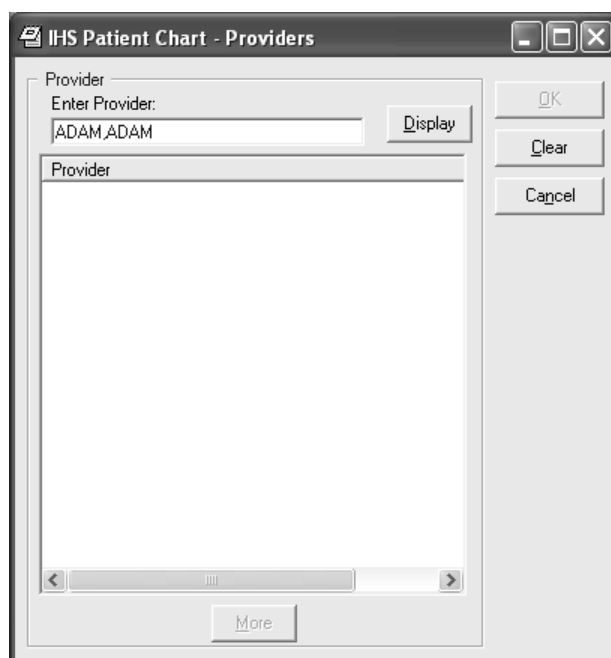 IHS Patient Chart - Providers
Provider
Enter Provider:
ADAM,ADAM
Display
Provider
More
OK
Clear
Cancel